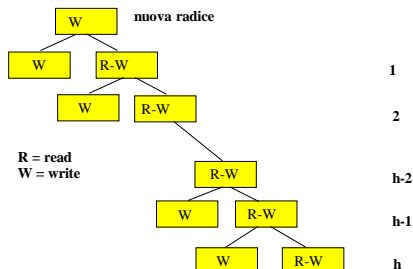 W nuova radice
W R-W 1
W R-W 2
R = read
W = write
R-W h-2
W R-W h-1
W R-W h